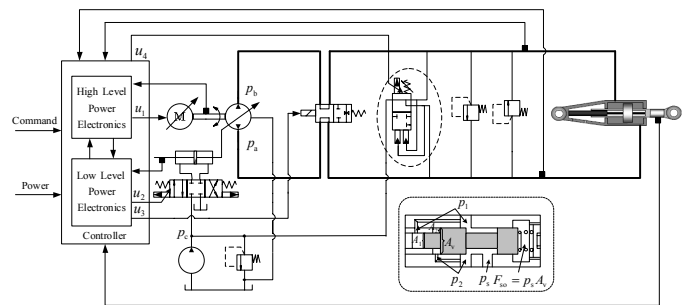 u4
High Level
Power
Electronics
u1
M
pb
pa
Command
Power
Low Level
Power
Electronics
u2
u3
Controller
pc
p1
Av
p2
ps
Fso = psAv